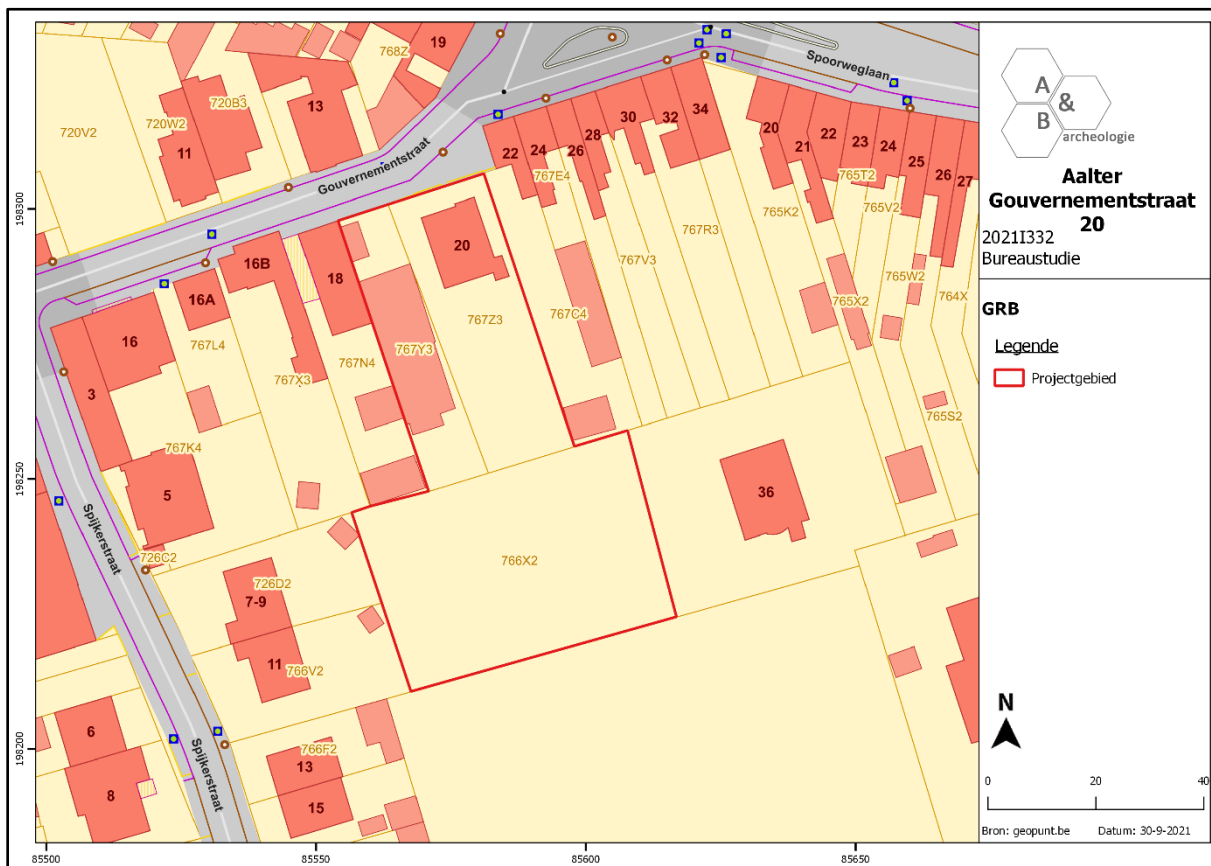 19
768Z
13
720B3
720W2
720V2
11
Spoorweglaan
Gouvernementstraat
34
32
30
28
26
24
22
20
21
22
23
24
25
26
27
767E4
765T2
765K2
765V2
767R3
767V3
765W2
764X
765X2
767C4
20
767Z3
767Y3
18
16B
16A
16
3
767L4
767X3
767N4
767K4
5
765S2
36
Spijkerstraat
726C2
766X2
726D2
7-9
11
766V2
766F2
13
15
6
8
Spijkerstraat
198300
198250
198200
85500
85550
85600
85650
A
&
B
archeologie
Aalter
Gouvernementstraat
20
2021I332
Bureaustudie
GRB
Legende
Projectgebied
N
0 20 40
Bron: geopunt.be Datum: 30-9-2021